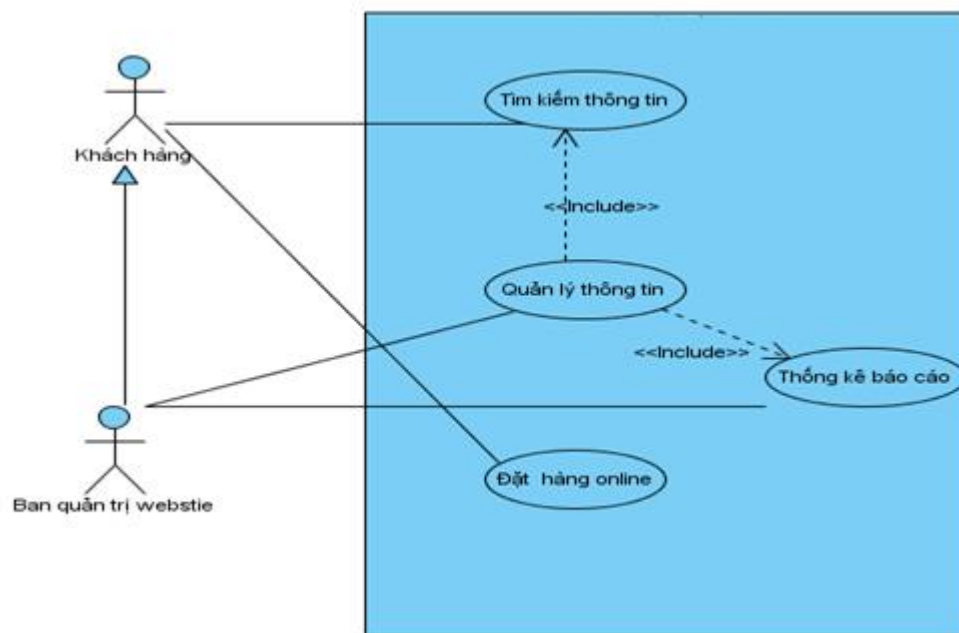 Tìm kiếm thông tin
Khách hàng
<<Include>>
Quản lý thông tin
<<Include>>
Thống kê báo cáo
Đặt hàng online
Ban quản trị webstie